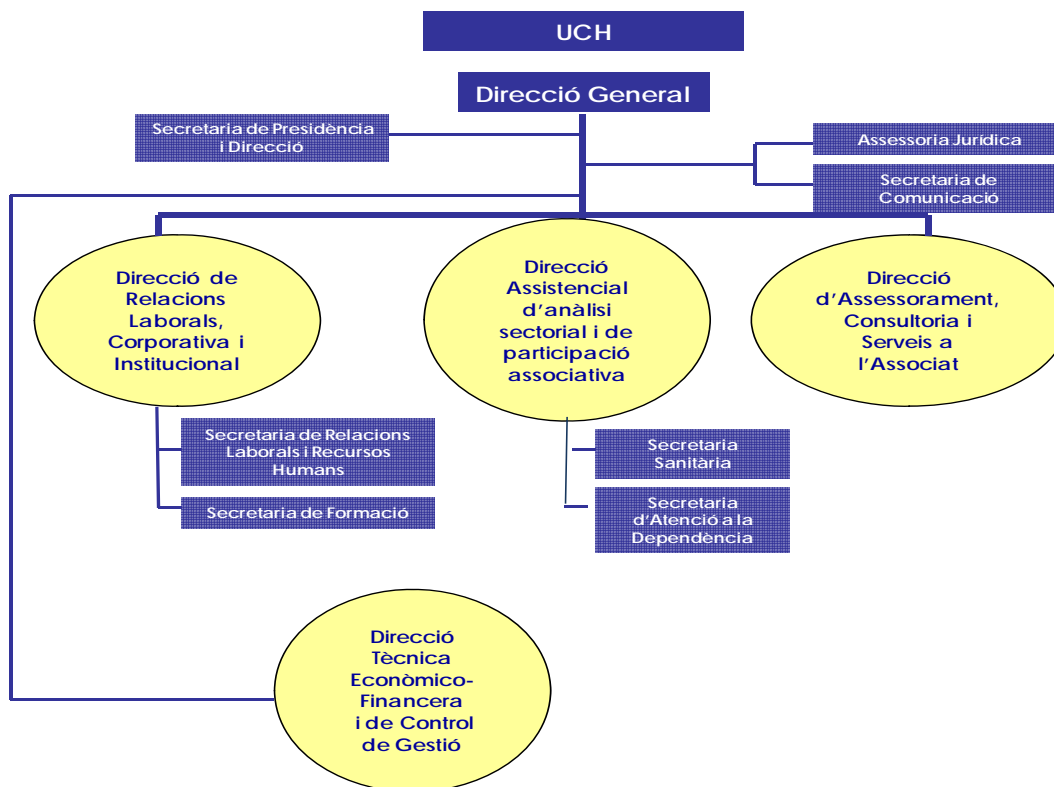 UCH
Direcció General
Secretaria de Presidència
i Direcció
Assessoria Jurídica
Secretaria de
Comunicació
Direcció de
Relacions
Laborals,
Corporativa i
Institucional
Direcció
Assistencial
d'anàlisi
sectorial i de
participació
associativa
Direcció
d'Assessorament,
Consultoria i
Serveis a
l'Associat
Secretaria de Relacions
Laborals i Recursos
Humans
Secretaria de Formació
Secretaria
Sanitària
Secretaria
d'Atenció a la
Dependència
Direcció
Tècnica
Econòmico-
Financera
i de Control
de Gestió